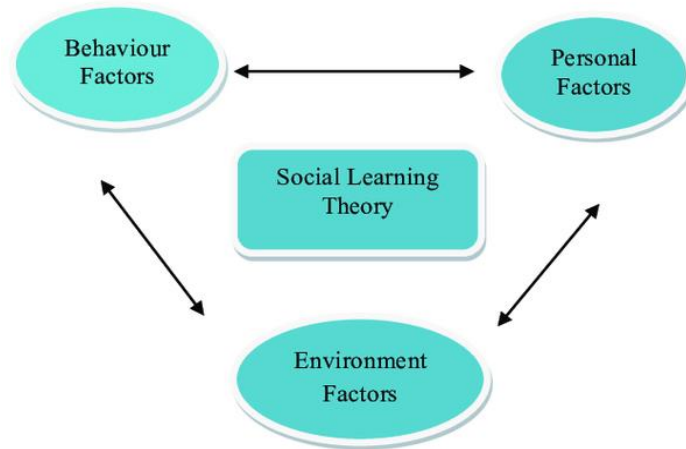 Behaviour
Factors
Personal
Factors
Social Learning
Theory
Environment
Factors